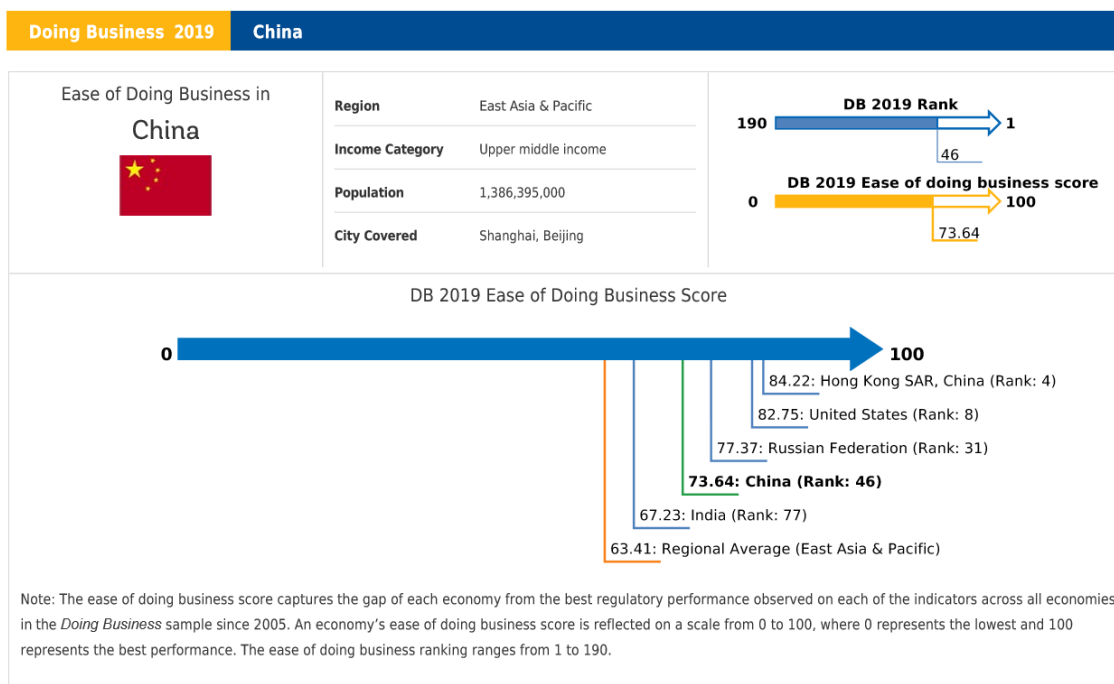 Doing Business 2019 China
Ease of Doing Business in
China
Region East Asia & Pacific
Income Category Upper middle income
Population 1,386,395,000
City Covered Shanghai, Beijing
DB 2019 Rank
190 1
46
DB 2019 Ease of doing business score
0 100
73.64
DB 2019 Ease of Doing Business Score
0 100
84.22: Hong Kong SAR, China (Rank: 4)
82.75: United States (Rank: 8)
77.37: Russian Federation (Rank: 31)
73.64: China (Rank: 46)
67.23: India (Rank: 77)
63.41: Regional Average (East Asia & Pacific)
Note: The ease of doing business score captures the gap of each economy from the best regulatory performance observed on each of the indicators across all economies
in the Doing Business sample since 2005. An economy’s ease of doing business score is reflected on a scale from 0 to 100, where 0 represents the lowest and 100
represents the best performance. The ease of doing business ranking ranges from 1 to 190.